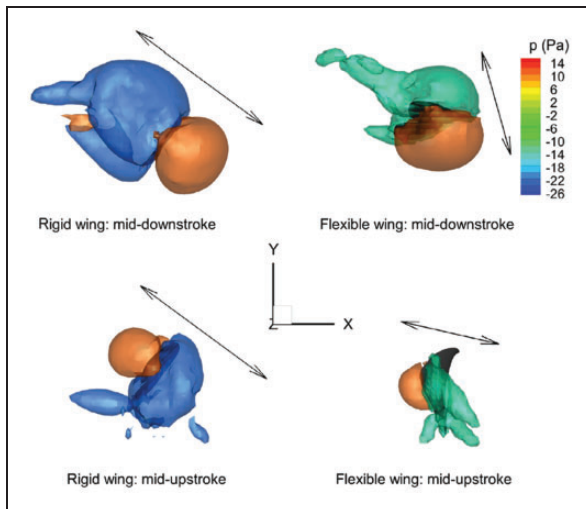 p (Pa)
14
10
6
2
-2
-6
-10
-14
-18
-22
-26
Rigid wing: mid-downstroke
Flexible wing: mid-downstroke
Y
Z
X
Rigid wing: mid-upstroke
Flexible wing: mid-upstroke